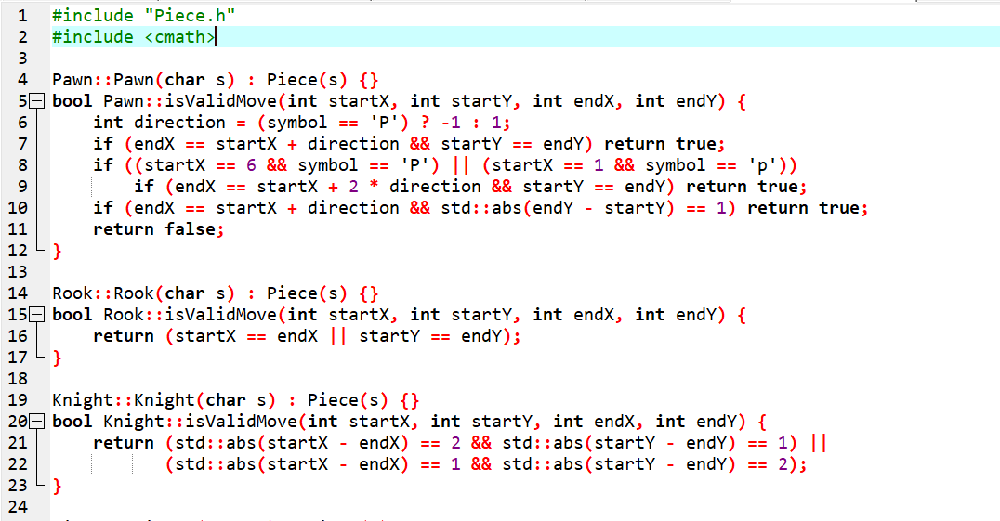 1 #include "Piece.h"
2 #include <cmath>
3
4 Pawn::Pawn(char s) : Piece(s) {}
5 bool Pawn::isValidMove(int startX, int startY, int endX, int endY) {
6     int direction = (symbol == 'P') ? -1 : 1;
7     if (endX == startX + direction && startY == endY) return true;
8     if ((startX == 6 && symbol == 'P') || (startX == 1 && symbol == 'p'))
9         if (endX == startX + 2 * direction && startY == endY) return true;
10     if (endX == startX + direction && std::abs(endY - startY) == 1) return true;
11     return false;
12 }
13
14 Rook::Rook(char s) : Piece(s) {}
15 bool Rook::isValidMove(int startX, int startY, int endX, int endY) {
16     return (startX == endX || startY == endY);
17 }
18
19 Knight::Knight(char s) : Piece(s) {}
20 bool Knight::isValidMove(int startX, int startY, int endX, int endY) {
21     return (std::abs(startX - endX) == 2 && std::abs(startY - endY) == 1) ||
22            (std::abs(startX - endX) == 1 && std::abs(startY - endY) == 2);
23 }
24